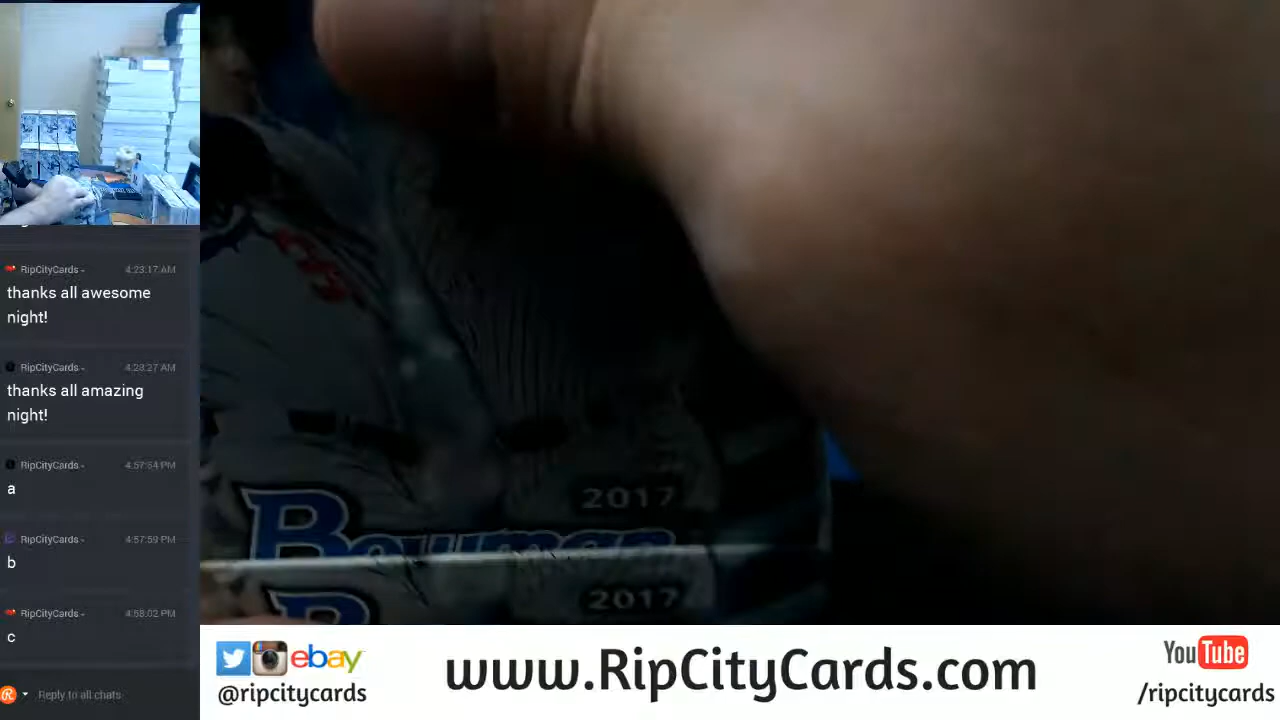 RipCityCards - 4:23:17 AM
thanks all awesome
night!
RipCityCards - 4:23:27 AM
thanks all amazing
night!
RipCityCards - 4:57:54 PM
a
RipCityCards - 4:57:59 PM
b
RipCityCards - 4:58:02 PM
c
Reply to all chats
2017
Bowman
2017
B
ebay
@ripcitycards
www.RipCityCards.com
YouTube
/ripcitycards